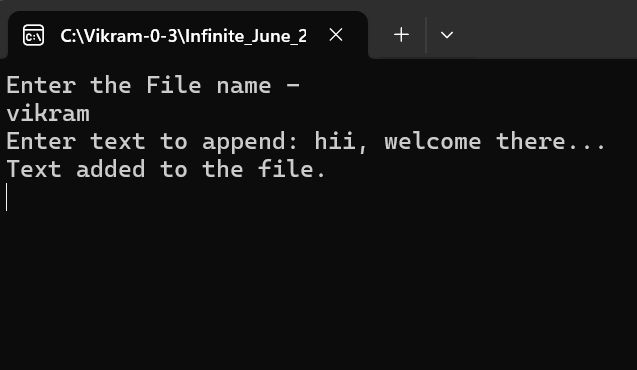 C:\Vikram-0-3\Infinite_June_2
Enter the File name -
vikram
Enter text to append: hii, welcome there...
Text added to the file.